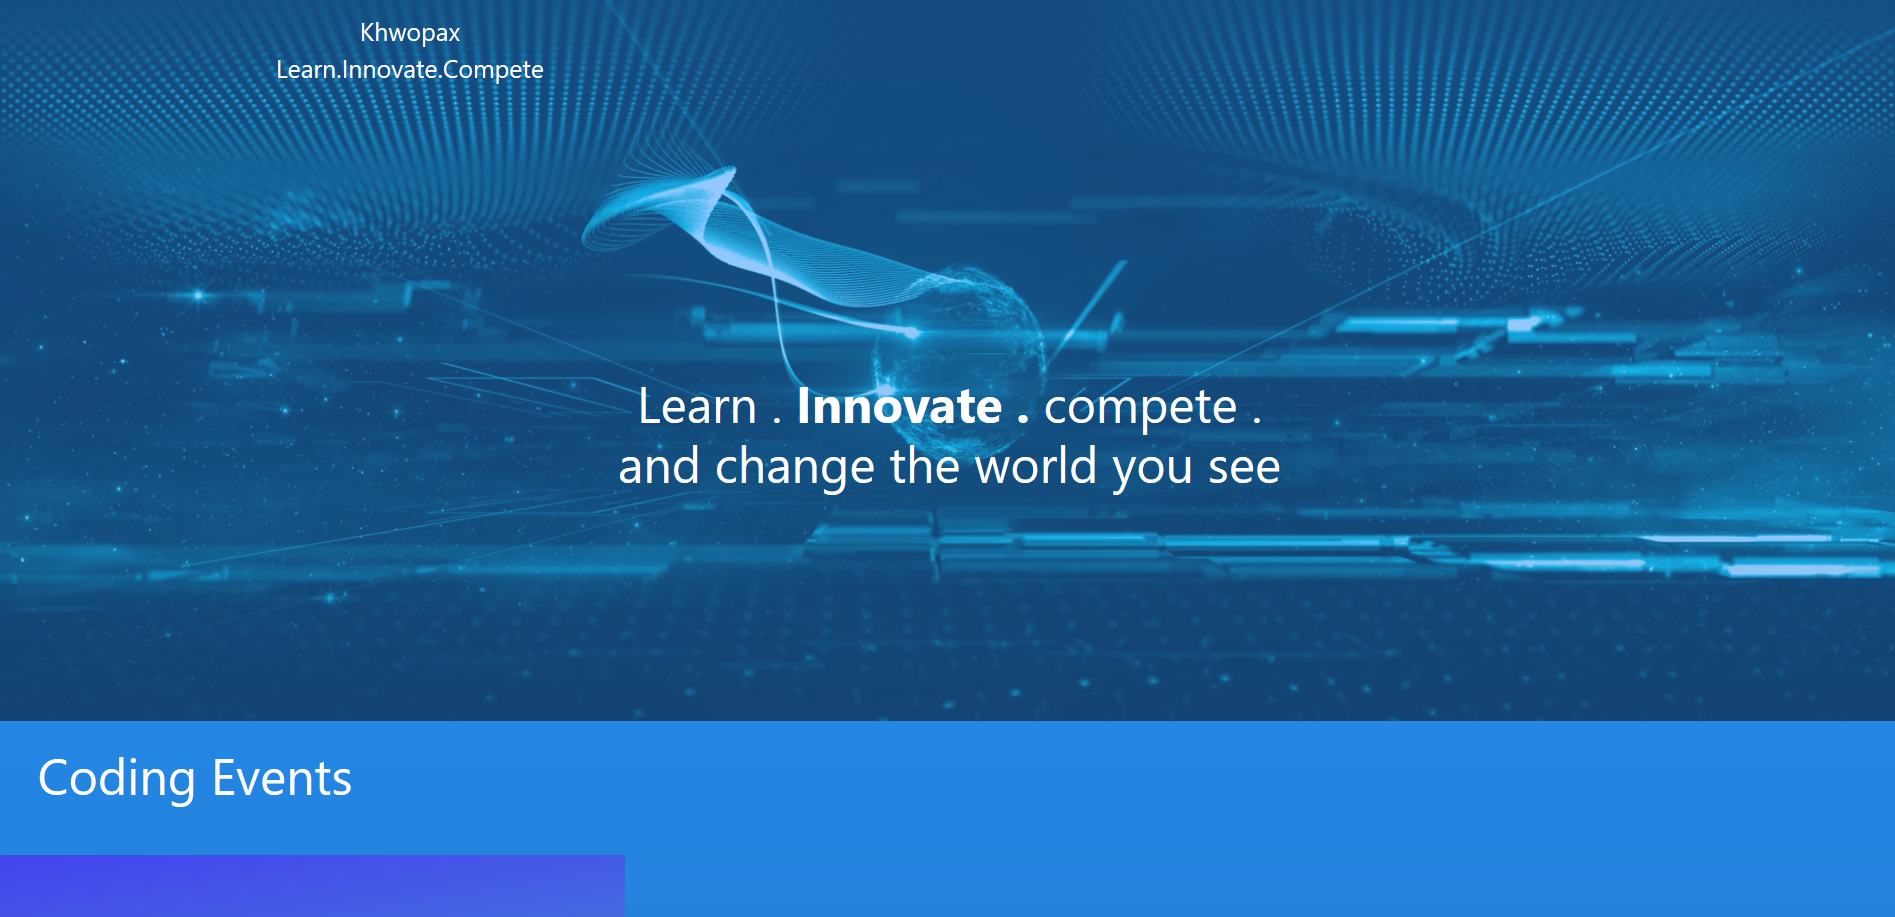 Khwopax
Learn.Innovate.Compete
Learn . Innovate . compete .
and change the world you see
Coding Events